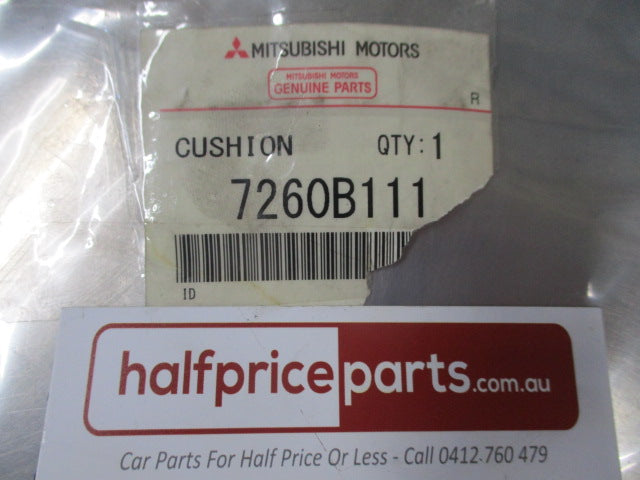 MITSUBISHI MOTORS
MITSUBISHI MOTORS
GENUINE PARTS
R
CUSHION QTY: 1
7260B111
ID
halfpriceparts.com.au
Car Parts For Half Price Or Less - Call 0412 760 479